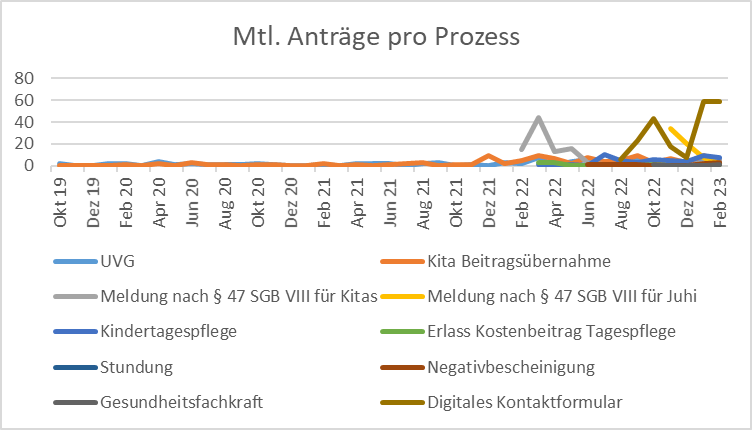 Mtl. Anträge pro Prozess
80
60
40
20
0
Okt 19
Dez 19
Feb 20
Apr 20
Jun 20
Aug 20
Okt 20
Dez 20
Feb 21
Apr 21
Jun 21
Aug 21
Okt 21
Dez 21
Feb 22
Apr 22
Jun 22
Aug 22
Okt 22
Dez 22
Feb 23
UVG
Kita Beitragsübernahme
Meldung nach § 47 SGB VIII für Kitas
Meldung nach § 47 SGB VIII für Juhi
Kindertagespflege
Erlass Kostenbeitrag Tagespflege
Stundung
Negativbescheinigung
Gesundheitsfachkraft
Digitales Kontaktformular